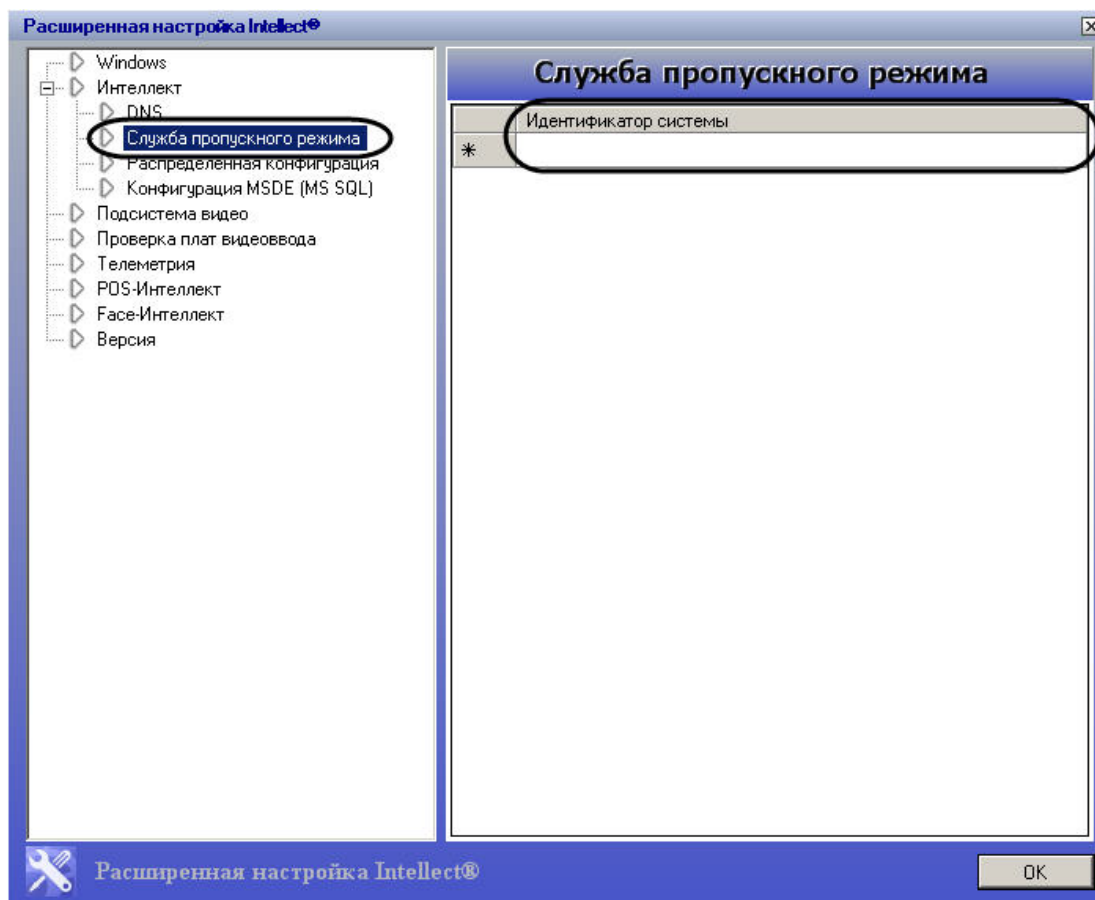 Расширенная настройка Intellect®
Windows
Интеллект
DNS
Служба пропускного режима
Распределенная конфигурация
Конфигурация MSDE (MS SQL)
Подсистема видео
Проверка плат видеоввода
Телеметрия
POS-Интеллект
Face-Интеллект
Версия
Служба пропускного режима
Идентификатор системы
*
Расширенная настройка Intellect®
OK